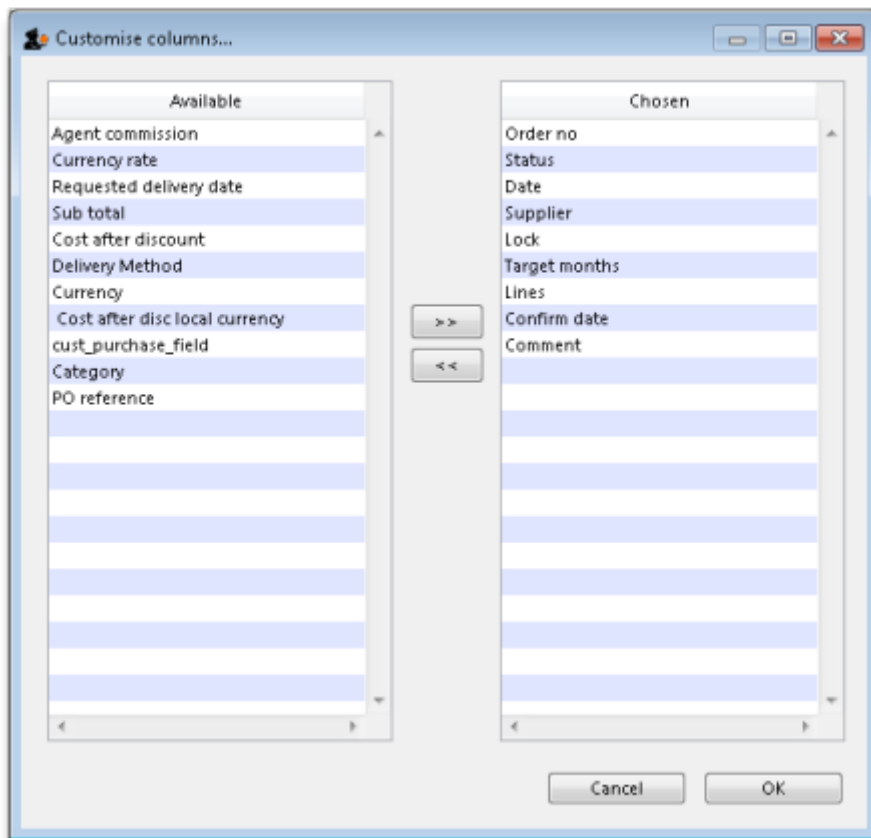 Customise columns...
Available
Agent commission
Currency rate
Requested delivery date
Sub total
Cost after discount
Delivery Method
Currency
Cost after disc local currency
cust_purchase_field
Category
PO reference
>>
<<
Chosen
Order no
Status
Date
Supplier
Lock
Target months
Lines
Confirm date
Comment
Cancel
OK